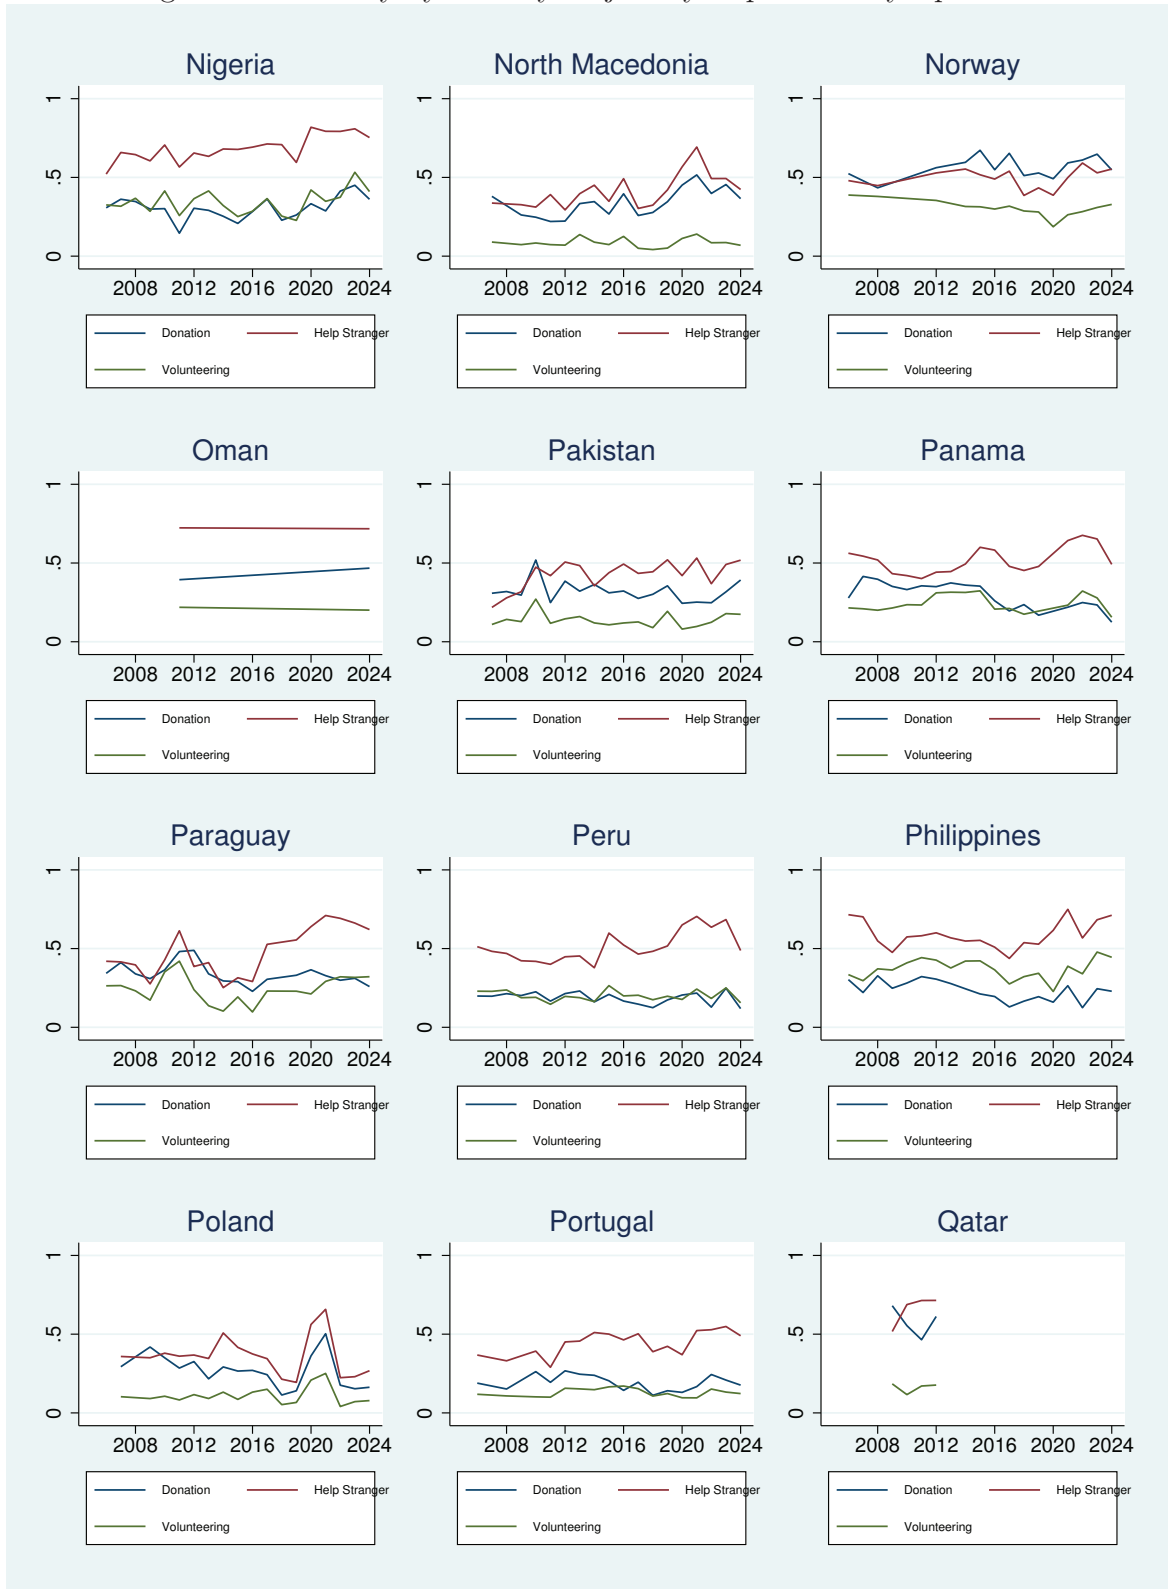 Nigeria North Macedonia Norway
1 1 1
.5 .5 .5
0 0 0
2008 2012 2016 2020 2024 2008 2012 2016 2020 2024 2008 2012 2016 2020 2024
Donation Help Stranger Donation Help Stranger Donation Help Stranger
Volunteering Volunteering Volunteering
Oman Pakistan Panama
1 1 1
.5 .5 .5
0 0 0
2008 2012 2016 2020 2024 2008 2012 2016 2020 2024 2008 2012 2016 2020 2024
Donation Help Stranger Donation Help Stranger Donation Help Stranger
Volunteering Volunteering Volunteering
Paraguay Peru Philippines
1 1 1
.5 .5 .5
0 0 0
2008 2012 2016 2020 2024 2008 2012 2016 2020 2024 2008 2012 2016 2020 2024
Donation Help Stranger Donation Help Stranger Donation Help Stranger
Volunteering Volunteering Volunteering
Poland Portugal Qatar
1 1 1
.5 .5 .5
0 0 0
2008 2012 2016 2020 2024 2008 2012 2016 2020 2024 2008 2012 2016 2020 2024
Donation Help Stranger Donation Help Stranger Donation Help Stranger
Volunteering Volunteering Volunteering